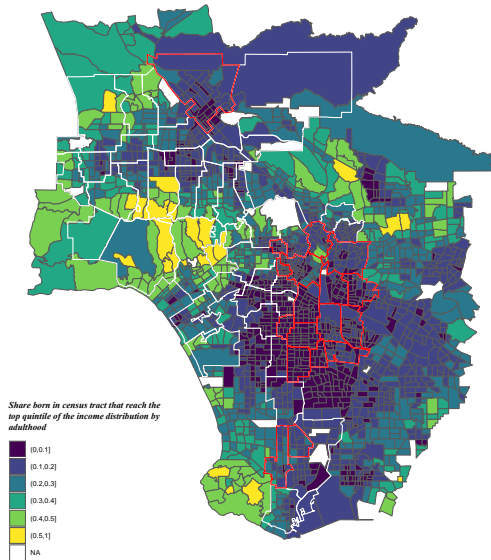 Share born in census tract that reach the
top quintile of the income distribution by
adulthood
(0,0.1]
(0.1,0.2]
(0.2,0.3]
(0.3,0.4]
(0.4,0.5]
(0.5,1]
NA